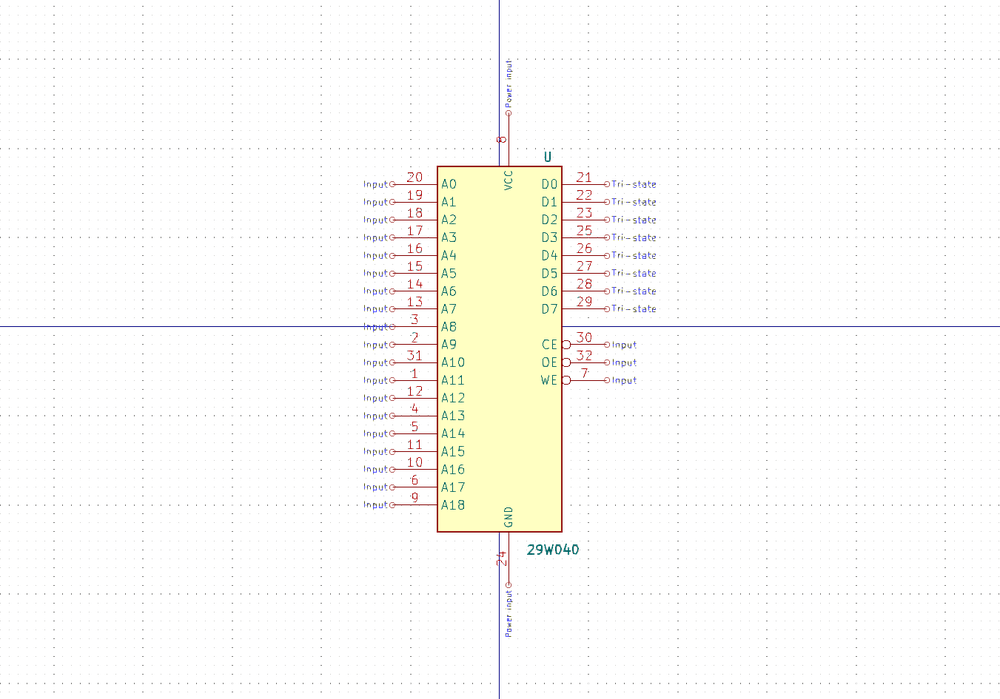 Power input
8
U
VCC
Input 20 A0 D0 21 Tri-state
Input 19 A1 D1 22 Tri-state
Input 18 A2 D2 23 Tri-state
Input 17 A3 D3 25 Tri-state
Input 16 A4 D4 26 Tri-state
Input 15 A5 D5 27 Tri-state
Input 14 A6 D6 28 Tri-state
Input 13 A7 D7 29 Tri-state
Input 3 A8
Input 2 A9 CE 30 Input
Input 31 A10 OE 32 Input
Input 1 A11 WE 7 Input
Input 12 A12
Input 4 A13
Input 5 A14
Input 11 A15
Input 10 A16
Input 6 A17
Input 9 A18
GND
29W040
24
Power input